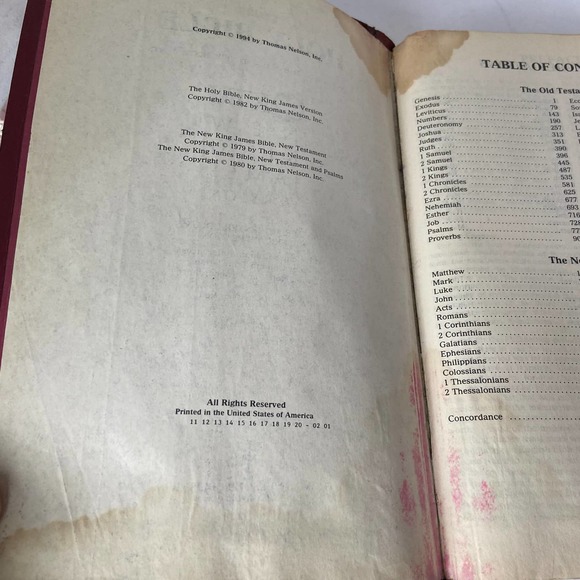 Copyright © 1994 by Thomas Nelson, Inc.
The Holy Bible, New King James Version
Copyright © 1982 by Thomas Nelson, Inc.
The New King James Bible, New Testament
Copyright © 1979 by Thomas Nelson, Inc.
The New King James Bible, New Testament and Psalms
Copyright © 1980 by Thomas Nelson, Inc.
All Rights Reserved
Printed in the United States of America
11 12 13 14 15 16 17 18 19 20 - 02 01
TABLE OF CON
The Old Testa
Genesis 1 Ec
Exodus 79 So
Leviticus 143 Is
Numbers 190 Je
Deuteronomy 257 L
Joshua 313
Judges 351
Ruth 390
1 Samuel 396
2 Samuel 445
1 Kings 487
2 Kings 535
1 Chronicles 581
2 Chronicles 625
Ezra 677
Nehemiah 693
Esther 716
Job 728
Psalms 77
Proverbs
The N
Matthew
Mark
Luke
John
Acts
Romans
1 Corinthians
2 Corinthians
Galatians
Ephesians
Philippians
Colossians
1 Thessalonians
2 Thessalonians
Concordance